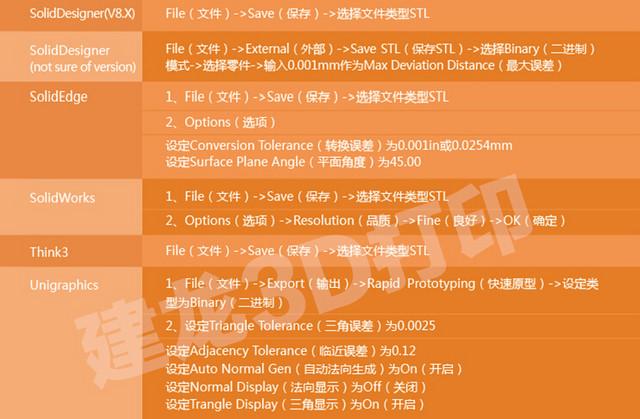 SolidDesigner(V8.X)
File（文件）->Save（保存）->选择文件类型STL
SolidDesigner
(not sure of version)
File（文件）->External（外部）->Save STL（保存STL）->选择Binary（二进制）
模式->选择零件->输入0.001mm作为Max Deviation Distance（最大误差）
SolidEdge
1、File（文件）->Save（保存）->选择文件类型STL
2、Options（选项）
设定Conversion Tolerance（转换误差）为0.001in或0.0254mm
设定Surface Plane Angle（平面角度）为45.00
SolidWorks
1、File（文件）->Save（保存）->选择文件类型STL
2、Options（选项）->Resolution（品质）->Fine（良好）->OK（确定）
Think3
File（文件）->Save（保存）->选择文件类型STL
Unigraphics
1、File（文件）->Export（输出）->Rapid Prototyping（快速原型）->设定类
型为Binary（二进制）
2、设定Triangle Tolerance（三角误差）为0.0025
设定Adjacency Tolerance（临近误差）为0.12
设定Auto Normal Gen（自动法向生成）为On（开启）
设定Normal Display（法向显示）为Off（关闭）
设定Trangle Display（三角显示）为On（开启）
建龙3D打印